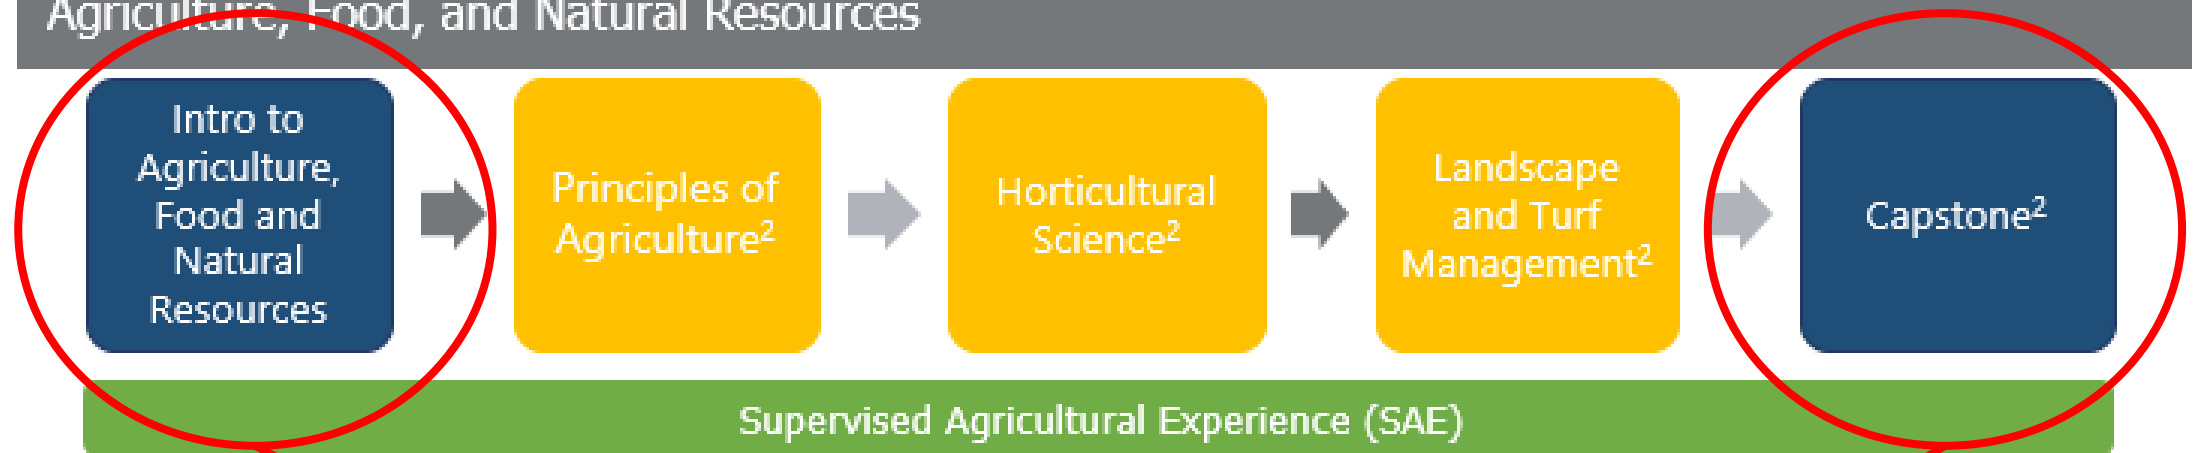 Agriculture, Food, and Natural Resources
Intro to
Agriculture,
Food and
Natural
Resources
Principles of
Agriculture²
Horticultural
Science²
Landscape
and Turf
Management²
Capstone²
Supervised Agricultural Experience (SAE)